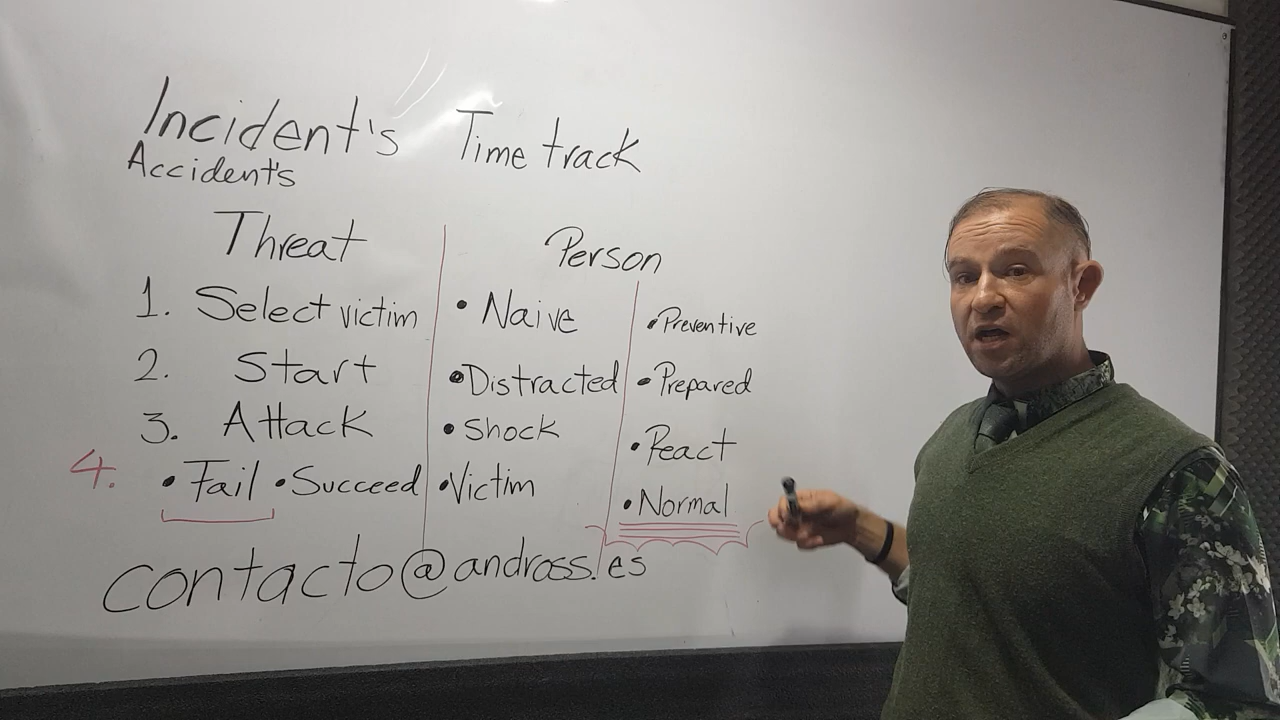 Incident's Time track
Accident's
Threat Person
1. Select victim • Naive • Preventive
2. Start • Distracted • Prepared
3. Attack • Shock • React
4. • Fail • Succeed • Victim • Normal
contacto@andross.es